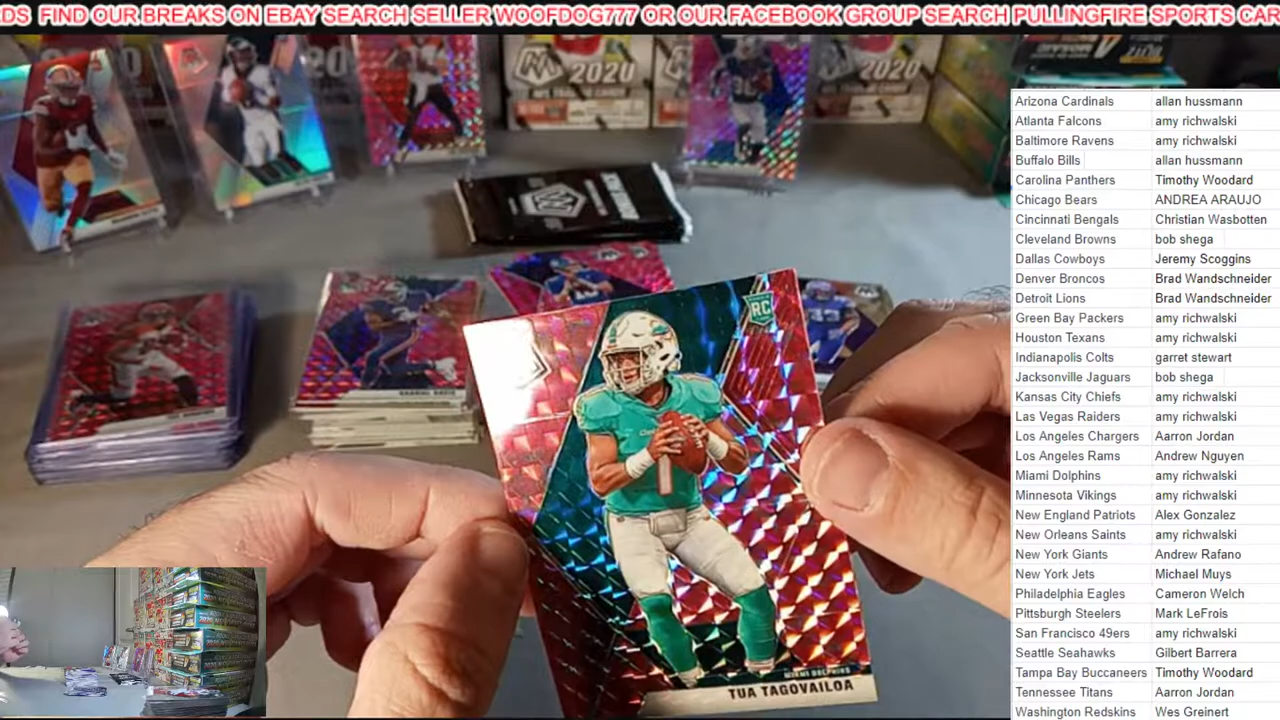 DS FIND OUR BREAKS ON EBAY SEARCH SELLER WOOFDOG777 OR OUR FACEBOOK GROUP SEARCH PULLINGFIRE SPORTS CAR
2020
20
2020
RC
1
MIAMI DOLPHINS
TUA TAGOVAILOA
Arizona Cardinals allan hussmann
Atlanta Falcons amy richwalski
Baltimore Ravens amy richwalski
Buffalo Bills allan hussmann
Carolina Panthers Timothy Woodard
Chicago Bears ANDREA ARAUJO
Cincinnati Bengals Christian Wasbotten
Cleveland Browns bob shega
Dallas Cowboys Jeremy Scoggins
Denver Broncos Brad Wandschneider
Detroit Lions Brad Wandschneider
Green Bay Packers amy richwalski
Houston Texans amy richwalski
Indianapolis Colts garret stewart
Jacksonville Jaguars bob shega
Kansas City Chiefs amy richwalski
Las Vegas Raiders amy richwalski
Los Angeles Chargers Aarron Jordan
Los Angeles Rams Andrew Nguyen
Miami Dolphins amy richwalski
Minnesota Vikings amy richwalski
New England Patriots Alex Gonzalez
New Orleans Saints amy richwalski
New York Giants Andrew Rafano
New York Jets Michael Muys
Philadelphia Eagles Cameron Welch
Pittsburgh Steelers Mark LeFrois
San Francisco 49ers amy richwalski
Seattle Seahawks Gilbert Barrera
Tampa Bay Buccaneers Timothy Woodard
Tennessee Titans Aarron Jordan
Washington Redskins Wes Greinert